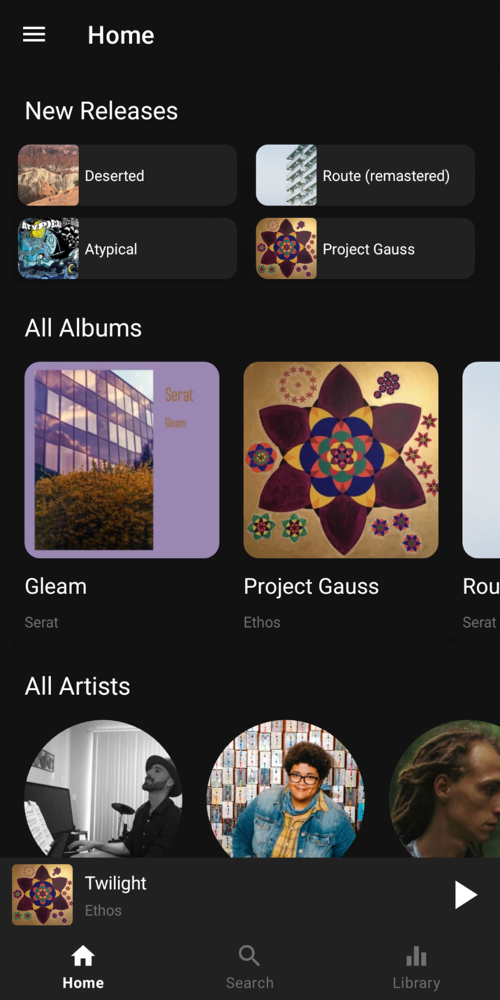 Home
New Releases
Deserted
Route (remastered)
Atypical
Project Gauss
All Albums
Serat
Gleam
Gleam
Serat
Project Gauss
Ethos
Rou
Serat
All Artists
Twilight
Ethos
Home
Search
Library